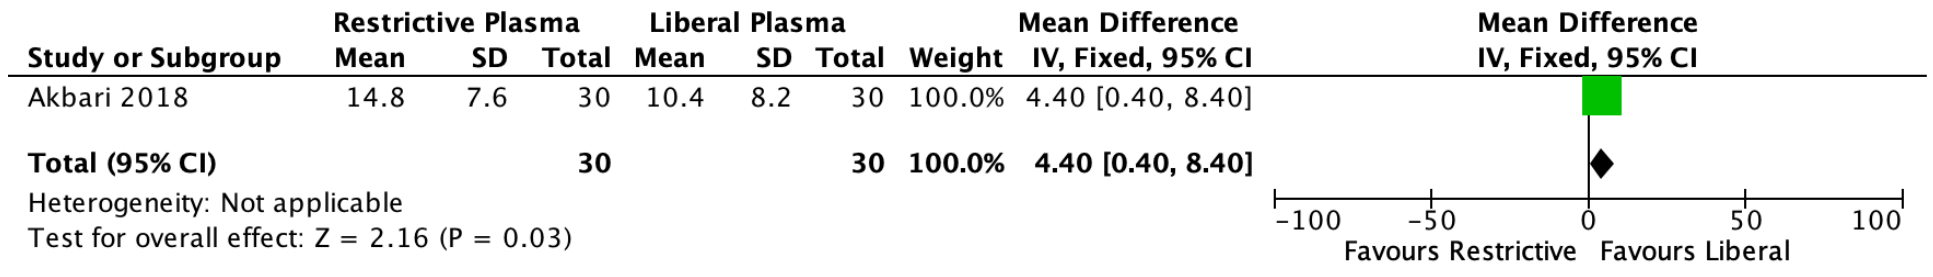 Restrictive Plasma Liberal Plasma Mean Difference Mean Difference
Study or Subgroup Mean SD Total Mean SD Total Weight IV, Fixed, 95% CI IV, Fixed, 95% CI
Akbari 2018 14.8 7.6 30 10.4 8.2 30 100.0% 4.40 [0.40, 8.40]
Total (95% CI) 30 30 100.0% 4.40 [0.40, 8.40]
Heterogeneity: Not applicable
Test for overall effect: Z = 2.16 (P = 0.03)
−100 −50 0 50 100
Favours Restrictive Favours Liberal